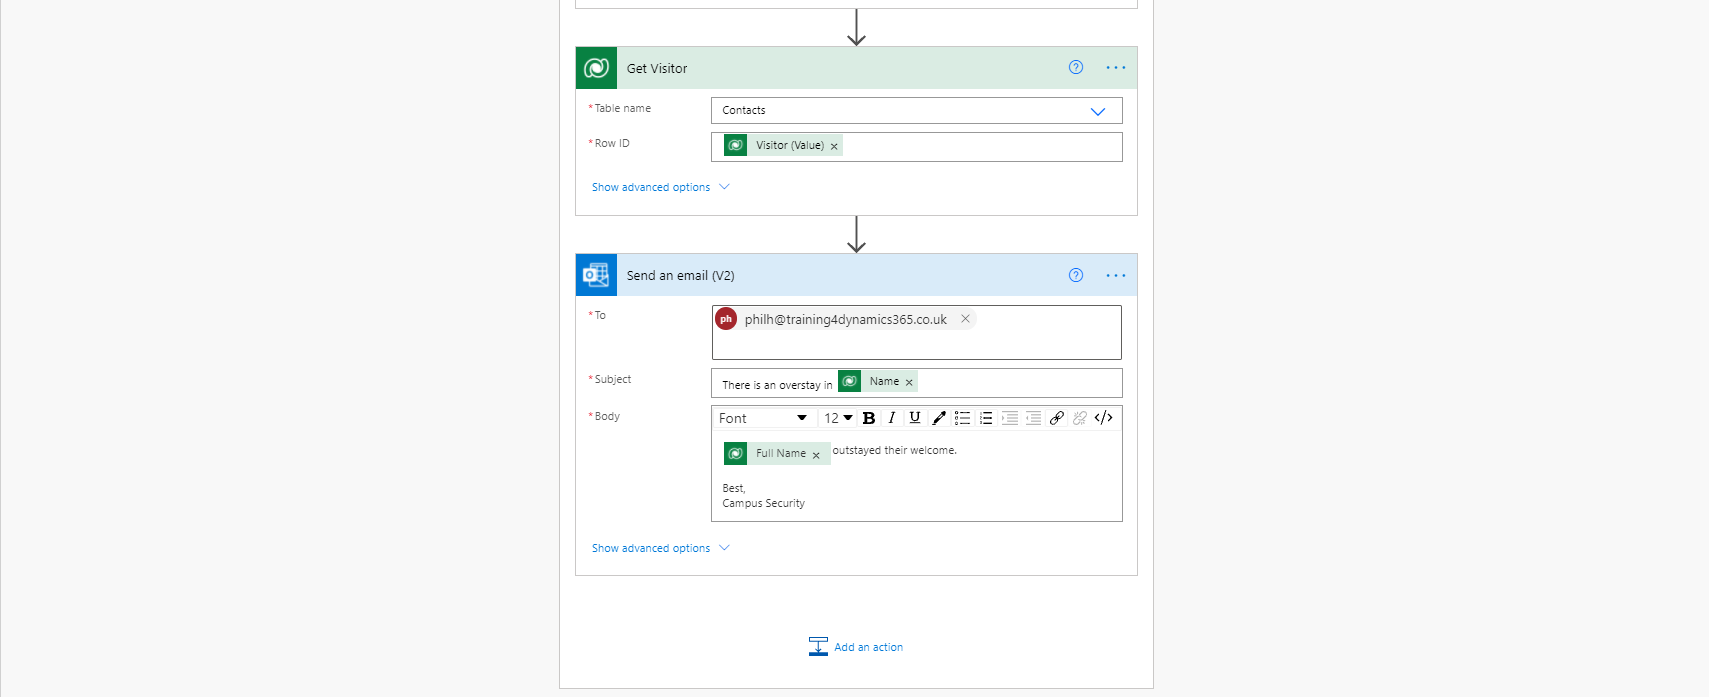 Get Visitor
* Table name
Contacts
* Row ID
Visitor (Value) ×
Show advanced options
Send an email (V2)
* To
ph philh@training4dynamics365.co.uk ×
* Subject
There is an overstay in Name ×
* Body
Font 12 B I U </>
Full Name × outstayed their welcome.
Best,
Campus Security
Show advanced options
Add an action